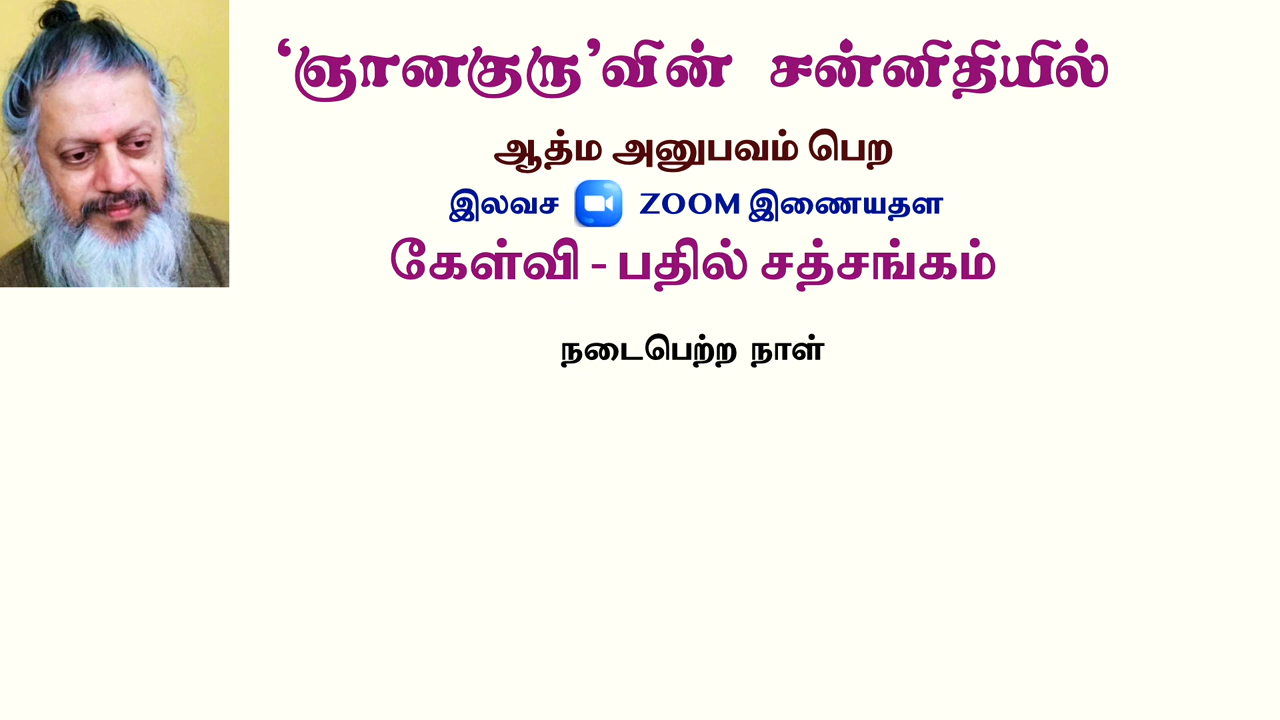 ‘ஞானகுரு’வின் சன்னிதியில்
ஆத்ம அனுபவம் பெற
இலவச ZOOM இணையதள
கேள்வி - பதில் சத்சங்கம்
நடைபெற்ற நாள்